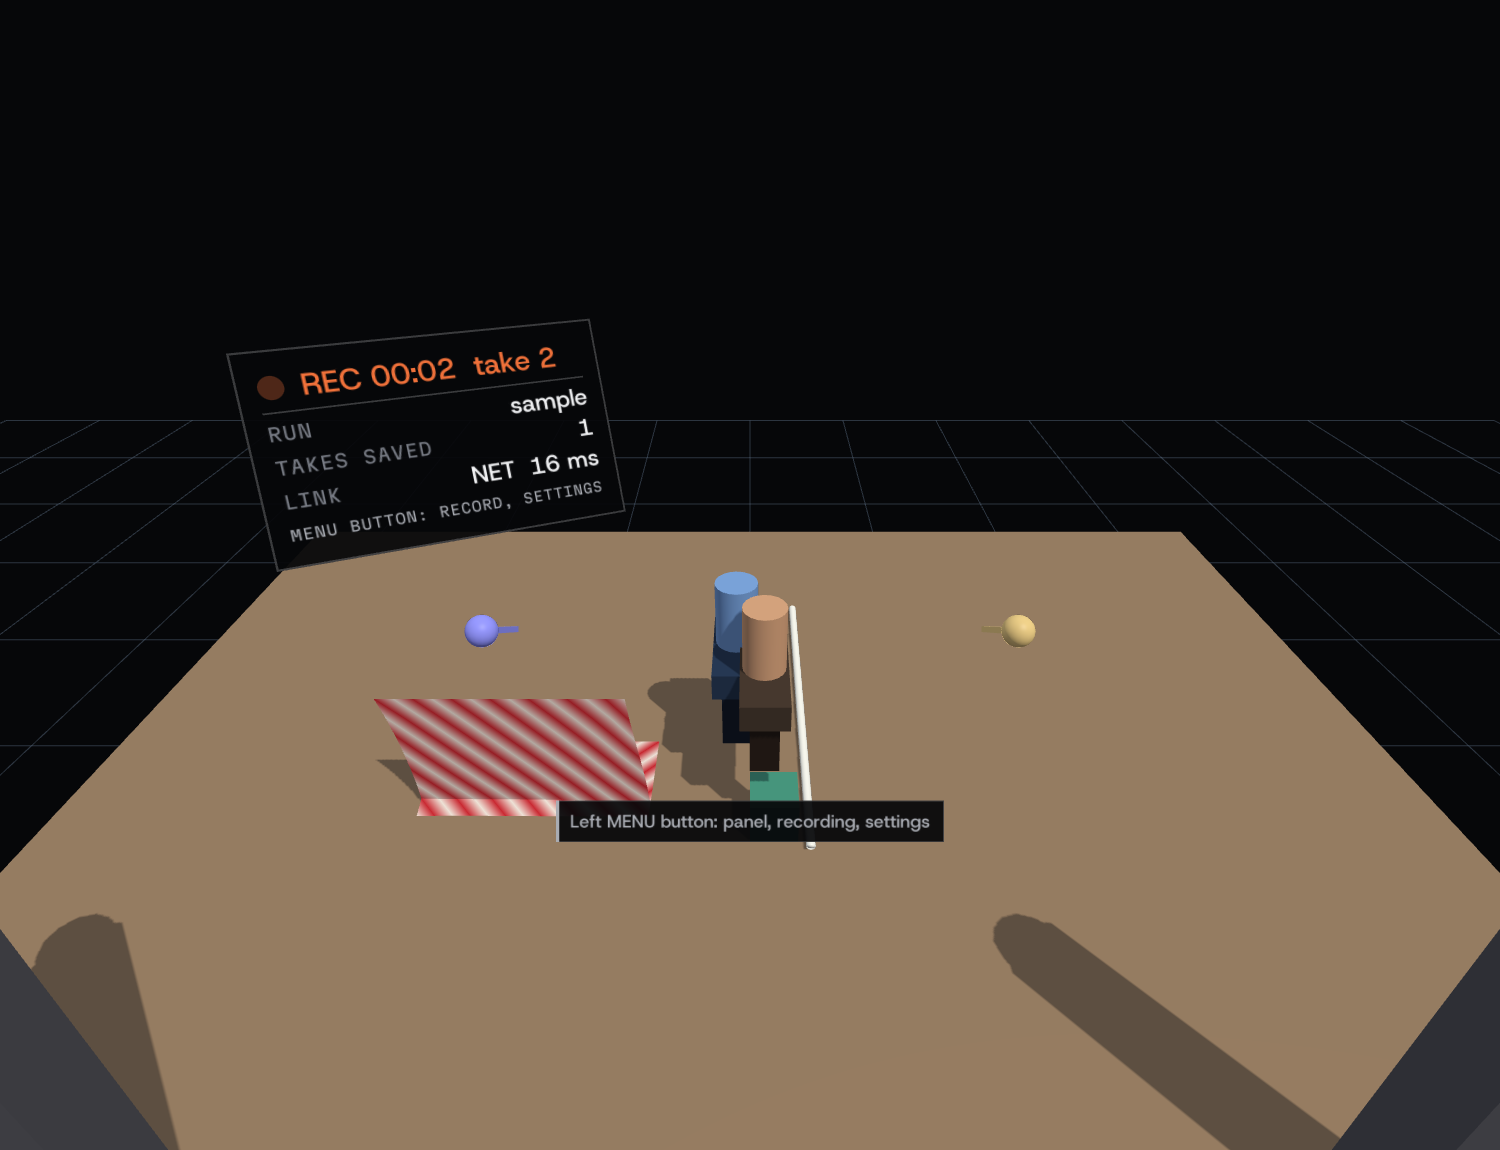 REC 00:02 take 2
RUN sample
TAKES SAVED 1
LINK NET 16 ms
MENU BUTTON: RECORD, SETTINGS
Left MENU button: panel, recording, settings